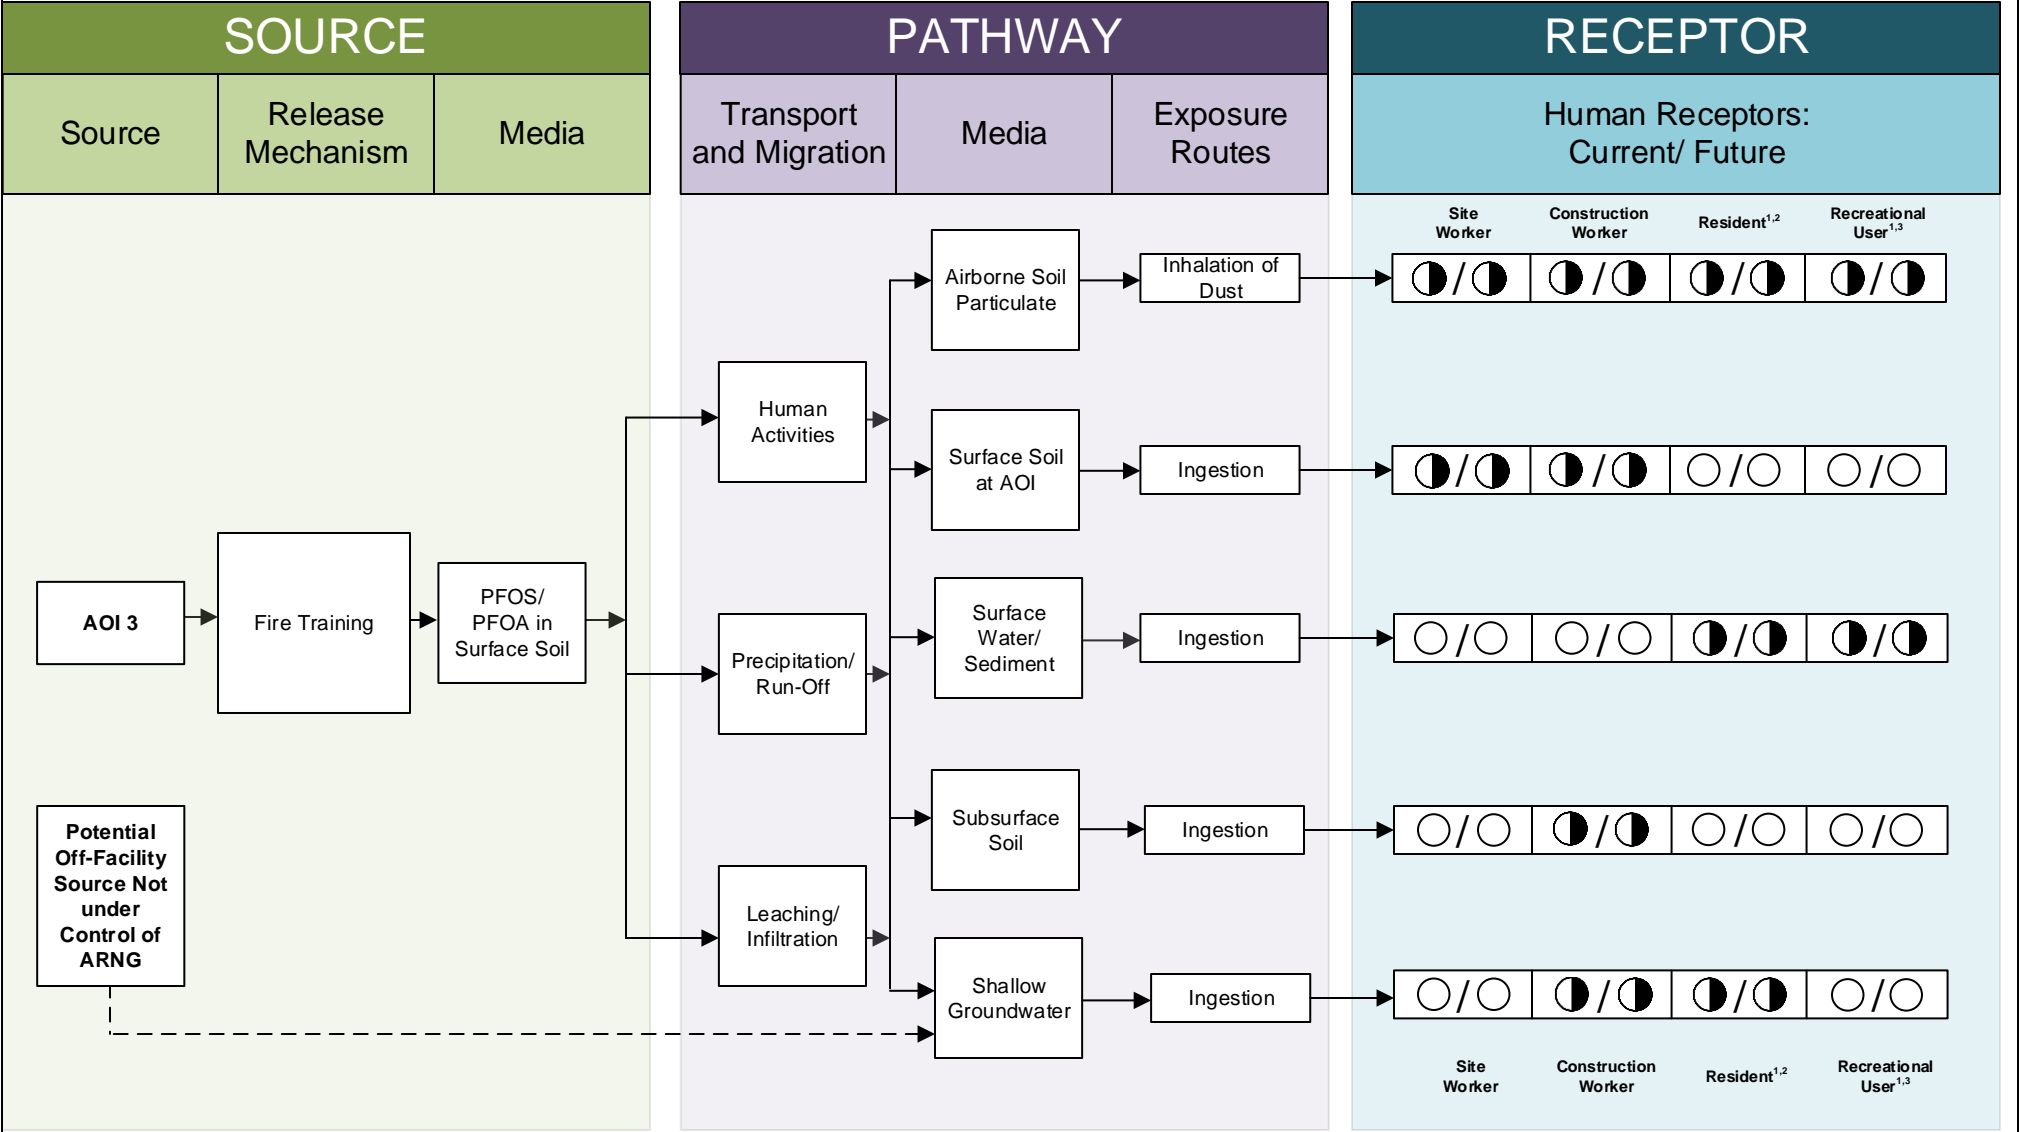 SOURCE
PATHWAY
RECEPTOR
Source
Release
Mechanism
Media
Transport
and Migration
Media
Exposure
Routes
Human Receptors:
Current/ Future
Site
Worker
Construction
Worker
Resident1,2
Recreational
User1,3
Airborne Soil
Particulate
Inhalation of
Dust
/
/
/
/
Human
Activities
Surface Soil
at AOI
Ingestion
/
/
/
/
AOI 3
Fire Training
PFOS/
PFOA in
Surface Soil
Precipitation/
Run-Off
Surface
Water/
Sediment
Ingestion
/
/
/
/
Potential
Off-Facility
Source Not
under
Control of
ARNG
Subsurface
Soil
Ingestion
/
/
/
/
Leaching/
Infiltration
Shallow
Groundwater
Ingestion
/
/
/
/
Site
Worker
Construction
Worker
Resident1,2
Recreational
User1,3